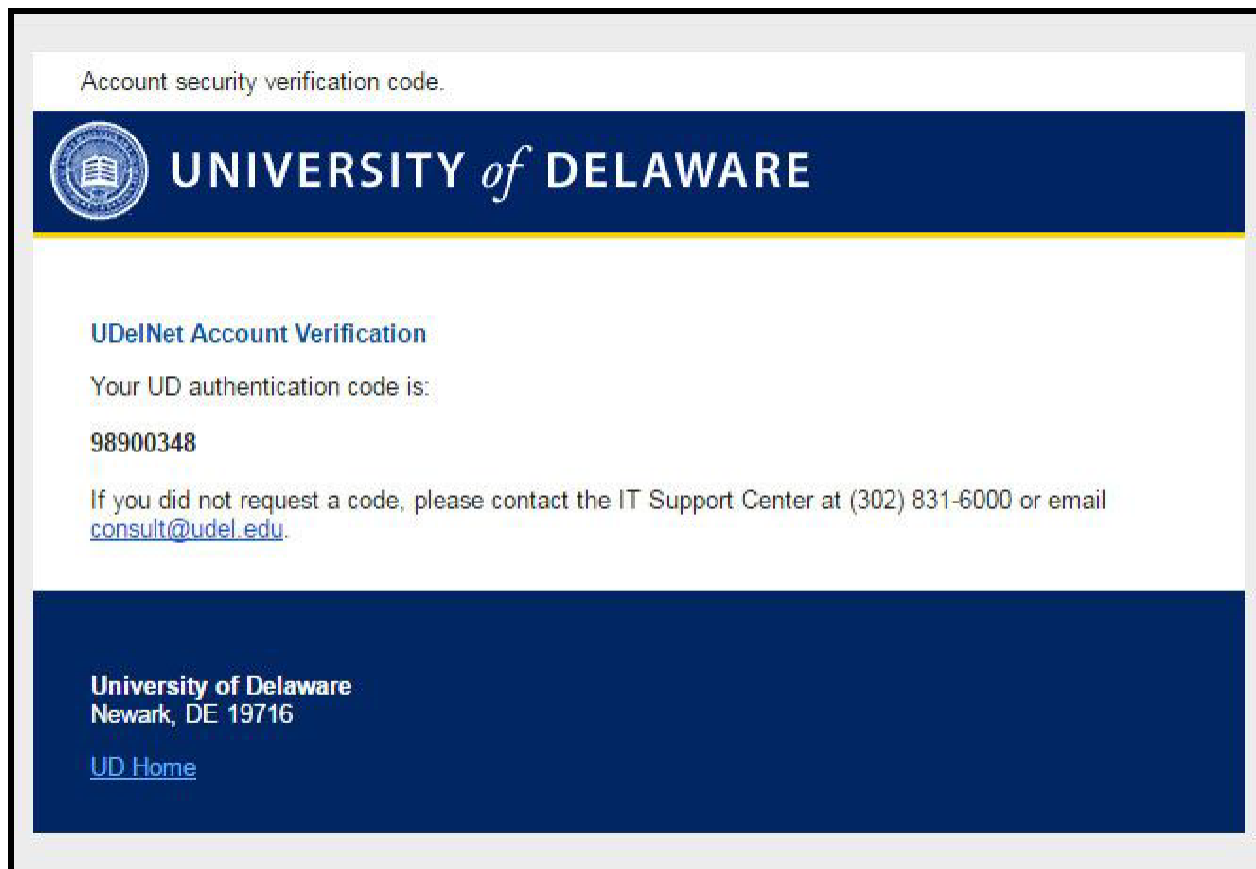 Account security verification code.
UNIVERSITY of DELAWARE
UDelNet Account Verification
Your UD authentication code is:
98900348
If you did not request a code, please contact the IT Support Center at (302) 831-6000 or email
consult@udel.edu.
University of Delaware
Newark, DE 19716
UD Home